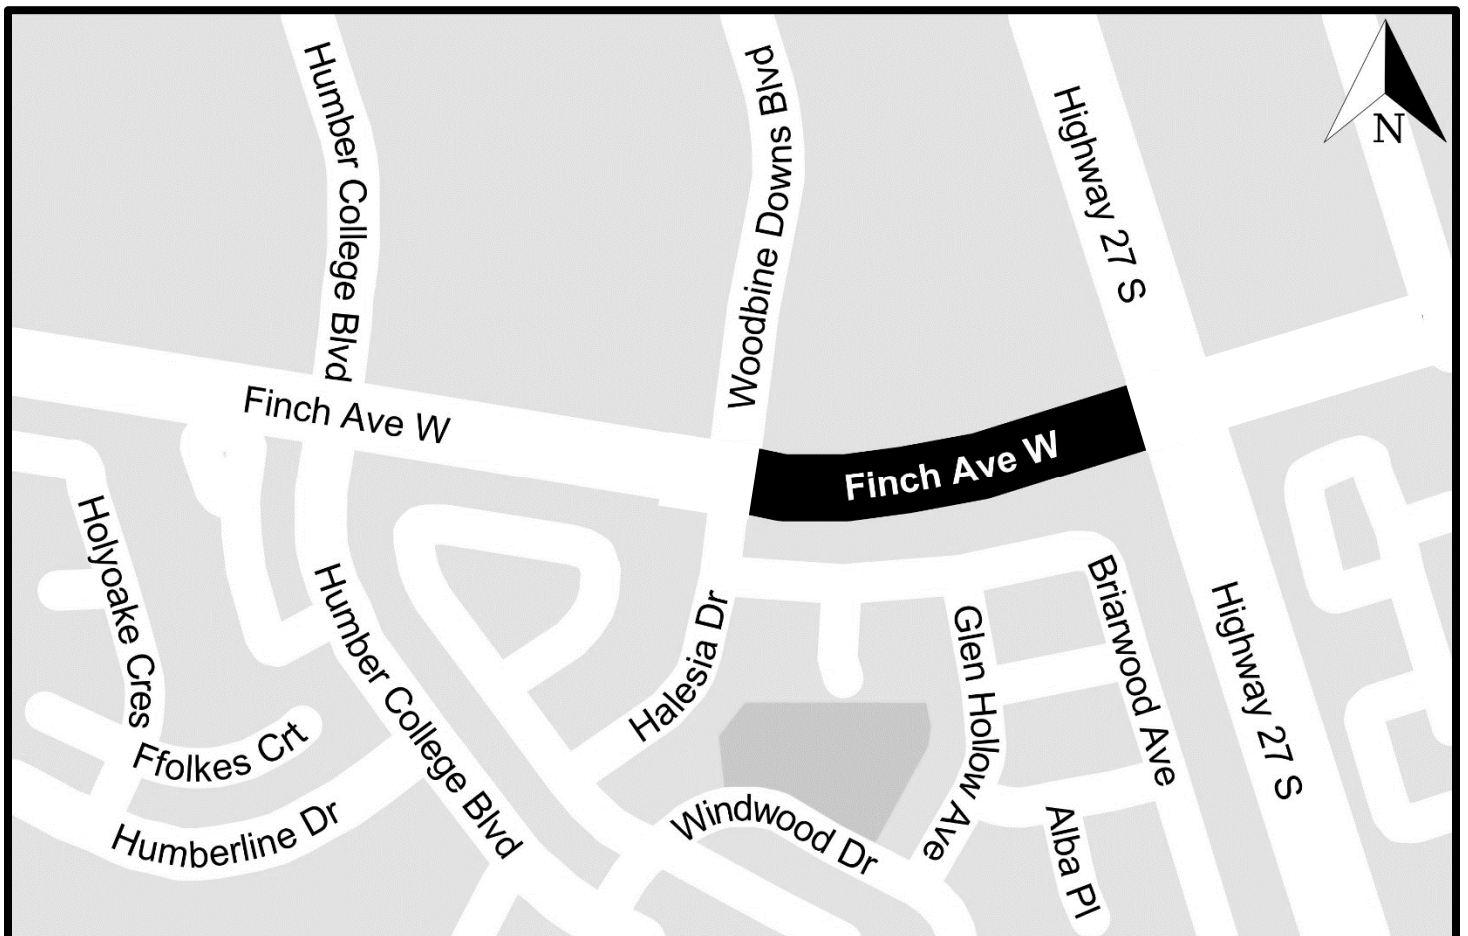 Humber College Blvd
Woodbine Downs Blvd
Highway 27 S
N
Finch Ave W
Finch Ave W
Holyoake Cres
Humber College Blvd
Halesia Dr
Glen Hollow Ave
Briarwood Ave
Highway 27 S
Ffolkes Crt
Humberline Dr
Windwood Dr
Alba Pl